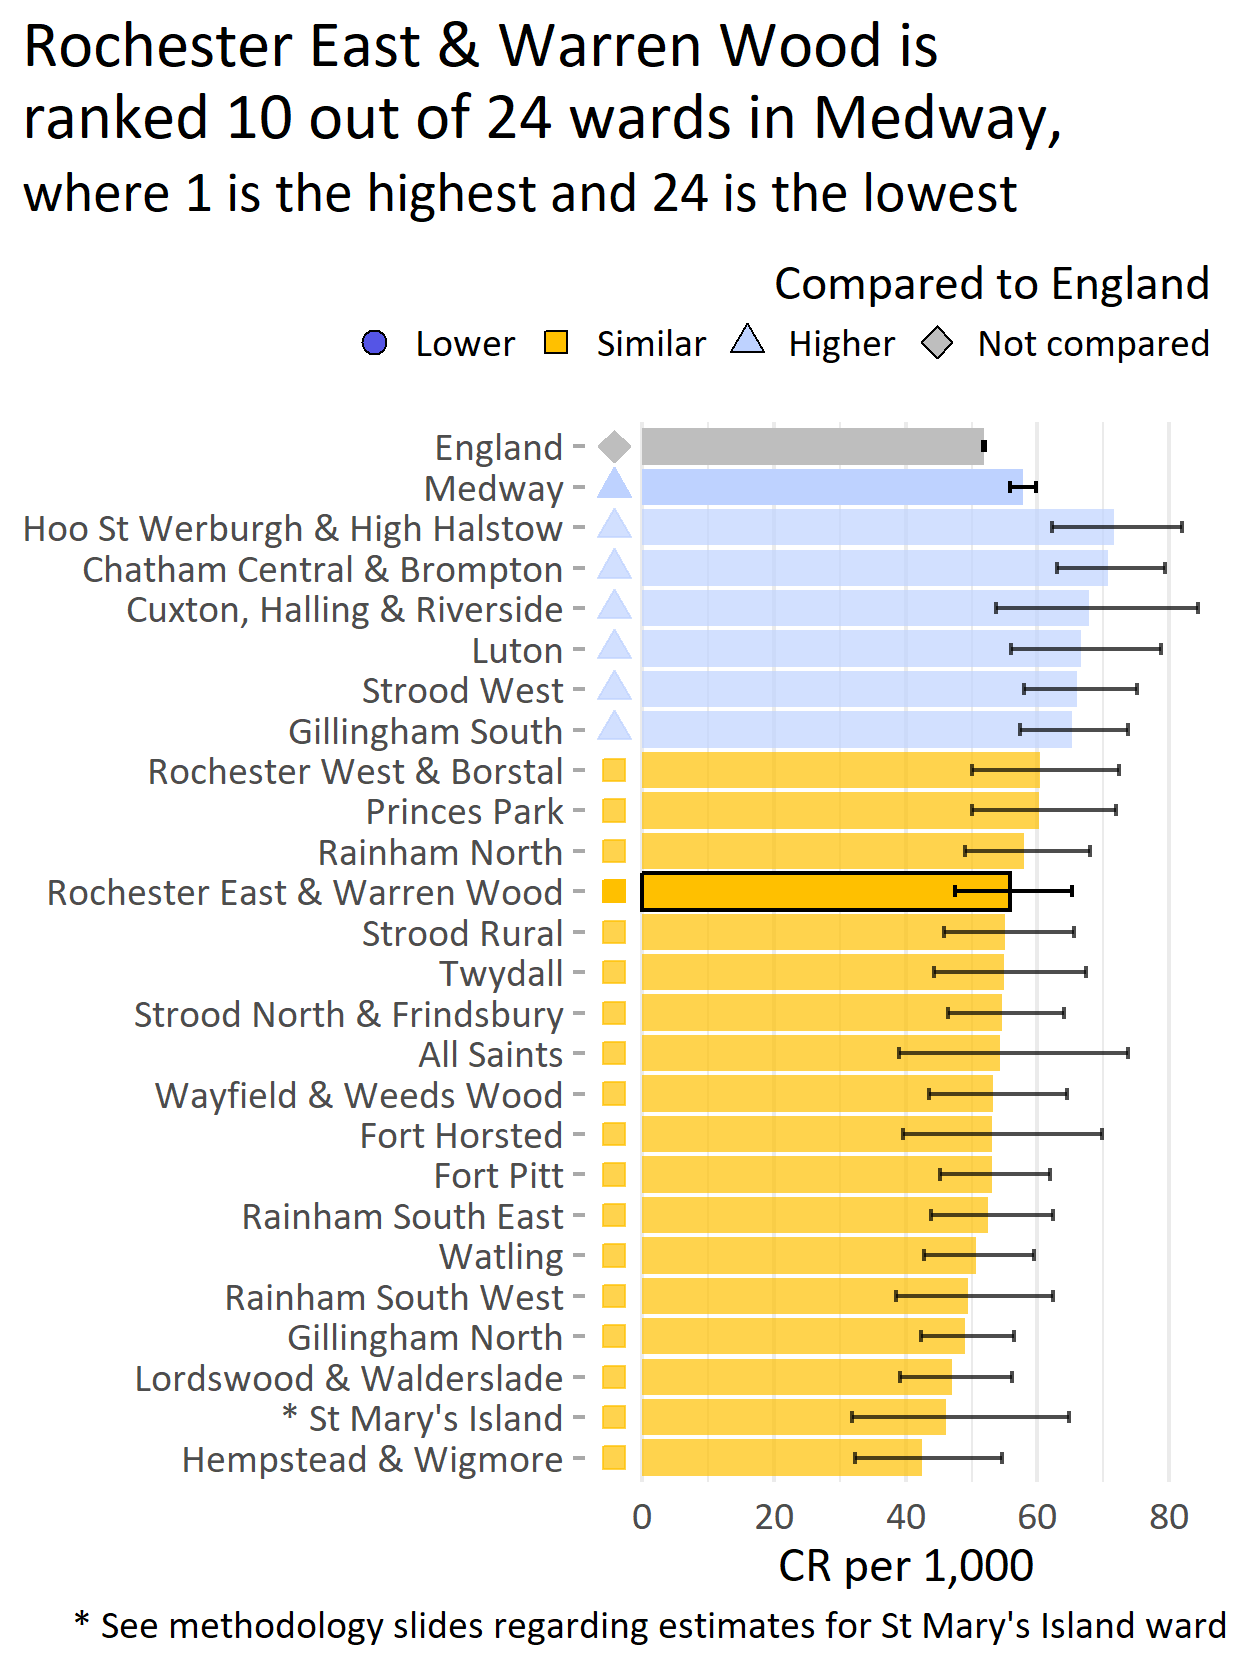 Rochester East & Warren Wood is
ranked 10 out of 24 wards in Medway,
where 1 is the highest and 24 is the lowest
Compared to England
Lower Similar Higher Not compared
England
Medway
Hoo St Werburgh & High Halstow
Chatham Central & Brompton
Cuxton, Halling & Riverside
Luton
Strood West
Gillingham South
Rochester West & Borstal
Princes Park
Rainham North
Rochester East & Warren Wood
Strood Rural
Twydall
Strood North & Frindsbury
All Saints
Wayfield & Weeds Wood
Fort Horsted
Fort Pitt
Rainham South East
Watling
Rainham South West
Gillingham North
Lordswood & Walderslade
* St Mary's Island
Hempstead & Wigmore
0 20 40 60 80
CR per 1,000
* See methodology slides regarding estimates for St Mary's Island ward